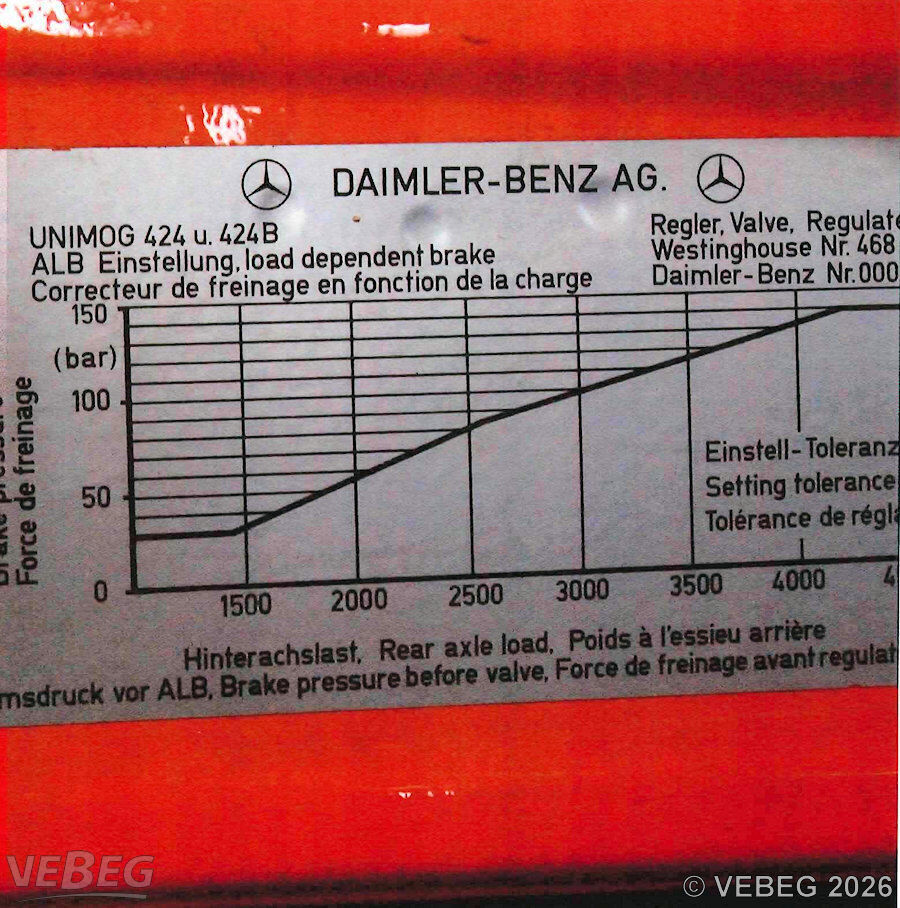 DAIMLER-BENZ AG.
UNIMOG 424 u. 424B
ALB Einstellung, load dependent brake
Correcteur de freinage en fonction de la charge
Regler, Valve, Regulate
Westinghouse Nr. 468
Daimler-Benz Nr. 000
150
(bar)
100
50
0
Force de freinage
Einstell-Toleranz
Setting tolerance
Tolérance de régla
1500 2000 2500 3000 3500 4000 4
Hinterachslast, Rear axle load, Poids à l'essieu arrière
msdruck vor ALB, Brake pressure before valve, Force de freinage avant regulat
VEBEG
© VEBEG 2026